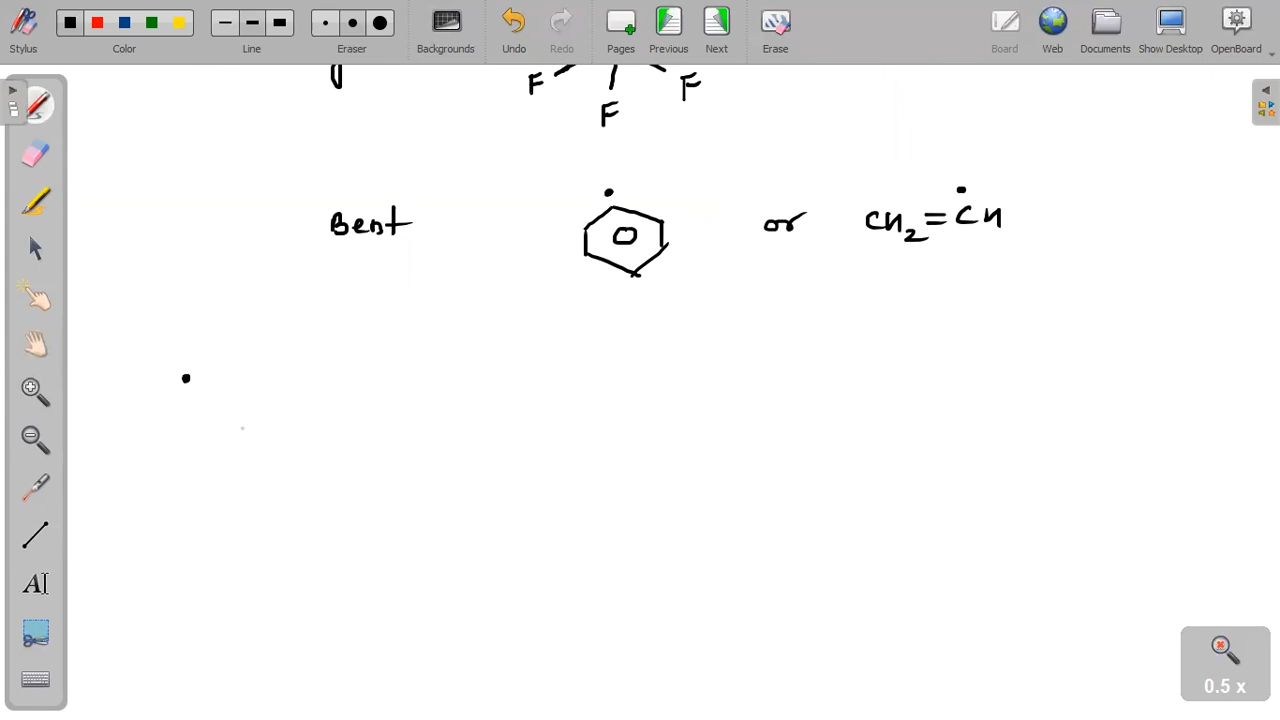 Stylus Color Line Eraser Backgrounds Undo Redo Pages Previous Next Erase Board Web Documents Show Desktop OpenBoard
F F F
Bent or CH₂=ĊH
0.5 x